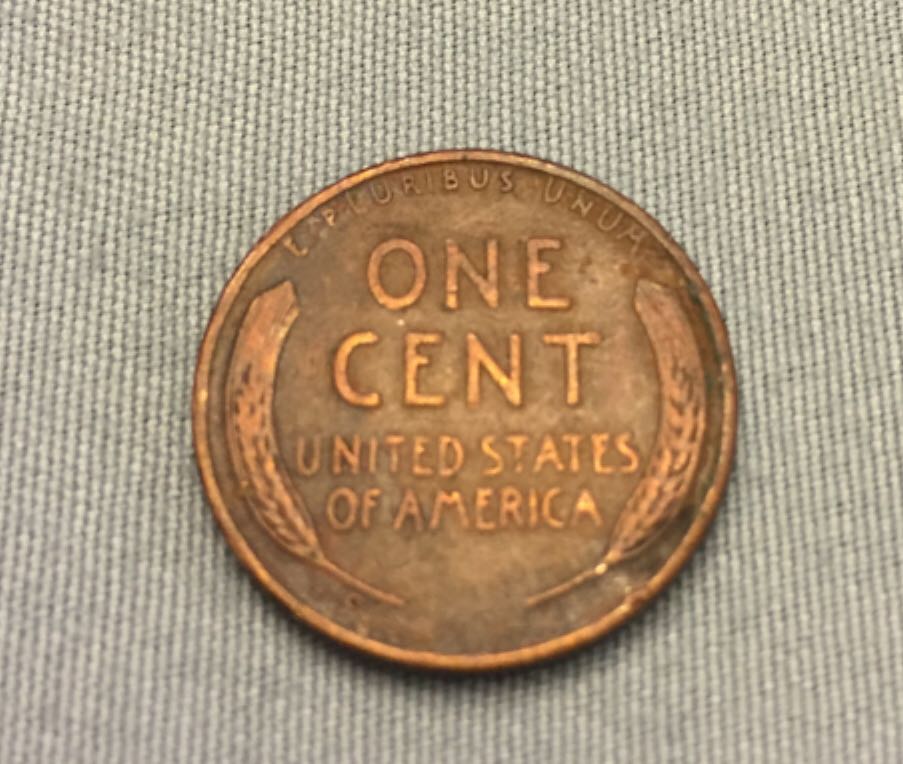 E PLURIBUS UNUM
ONE
CENT
UNITED STATES
OF AMERICA